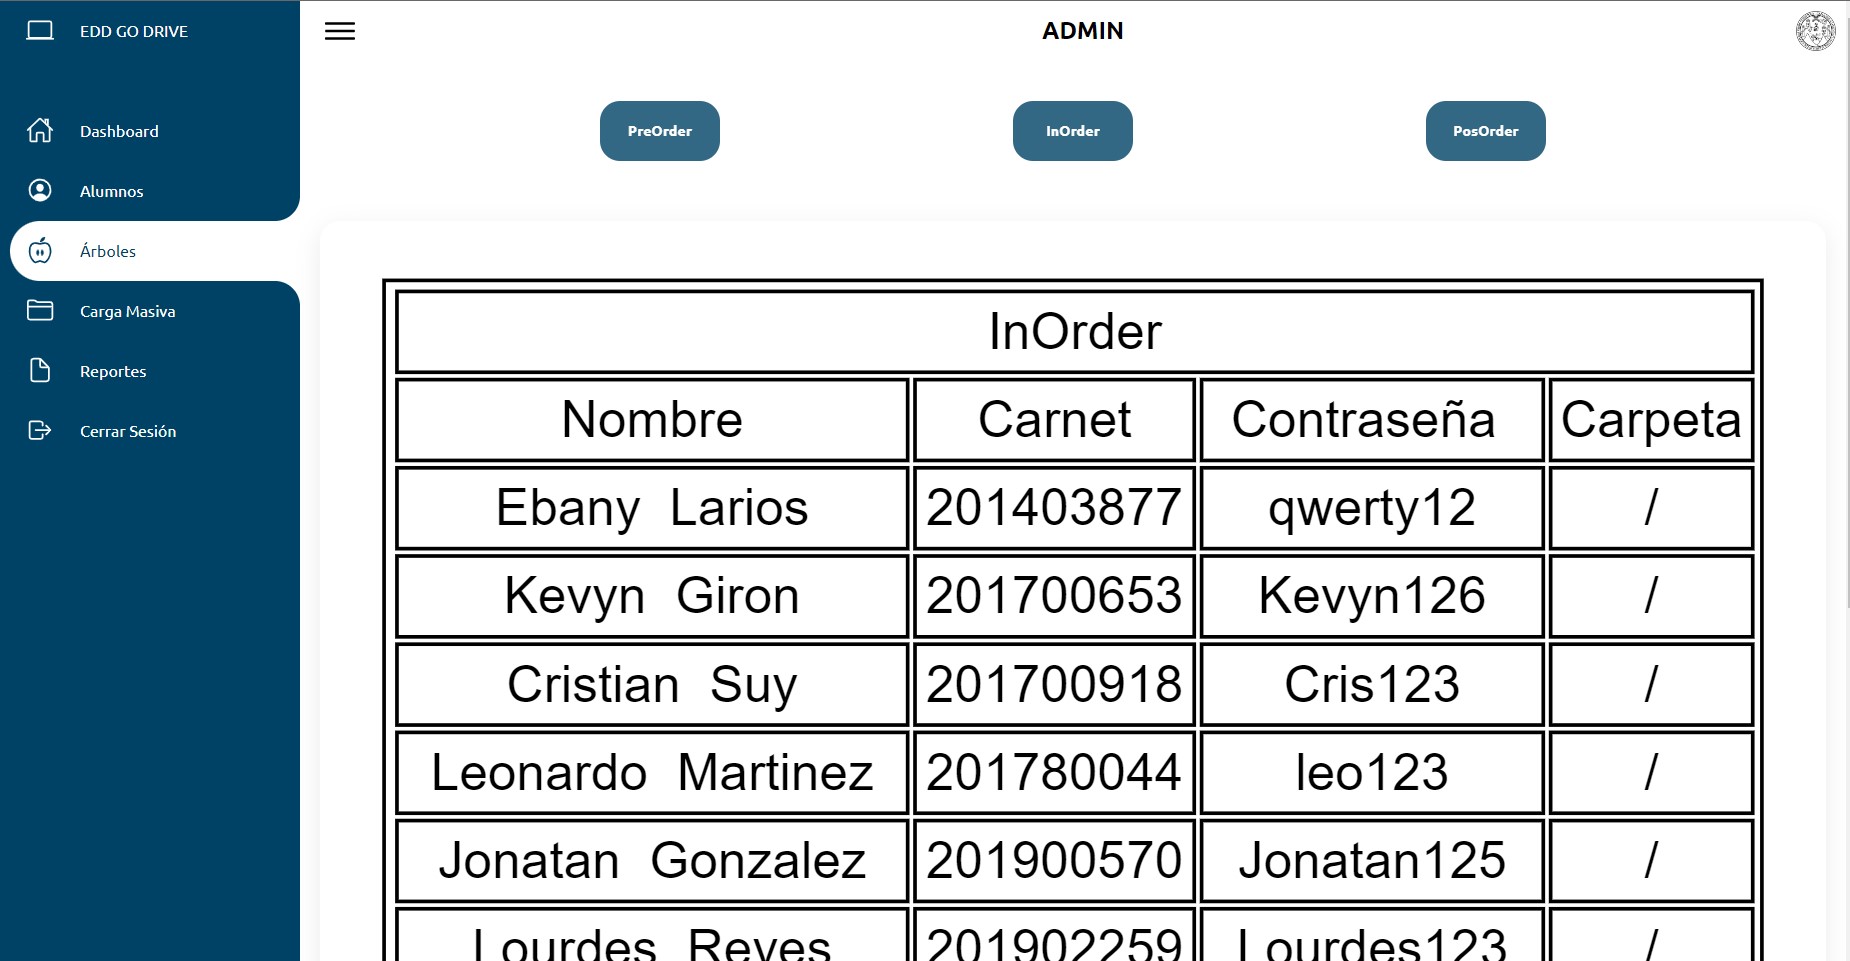 EDD GO DRIVE
ADMIN
Dashboard
Alumnos
Árboles
Carga Masiva
Reportes
Cerrar Sesión
PreOrder InOrder PosOrder
InOrder
Nombre Carnet Contraseña Carpeta
Ebany Larios 201403877 qwerty12 /
Kevyn Giron 201700653 Kevyn126 /
Cristian Suy 201700918 Cris123 /
Leonardo Martinez 201780044 leo123 /
Jonatan Gonzalez 201900570 Jonatan125 /
Lourdes Reyes 201902259 Lourdes123 /